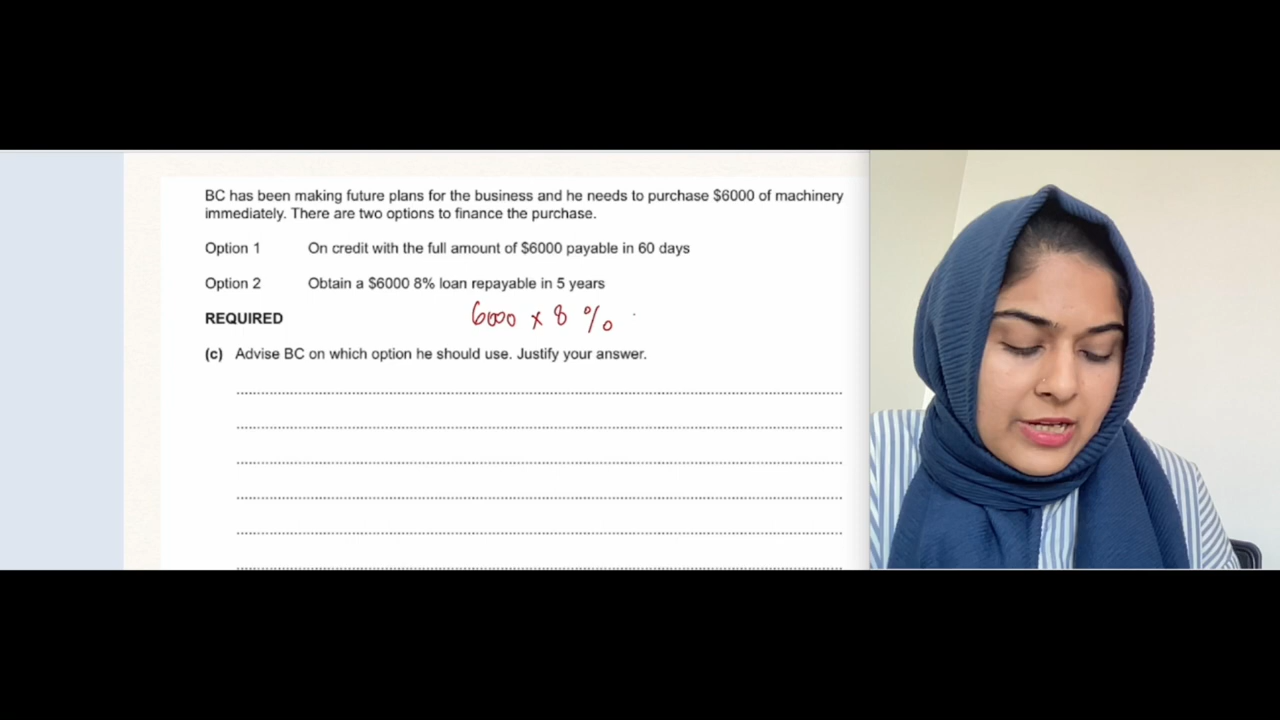 BC has been making future plans for the business and he needs to purchase $6000 of machinery
immediately. There are two options to finance the purchase.
Option 1 On credit with the full amount of $6000 payable in 60 days
Option 2 Obtain a $6000 8% loan repayable in 5 years
REQUIRED
6000 x 8 %
(c) Advise BC on which option he should use. Justify your answer.